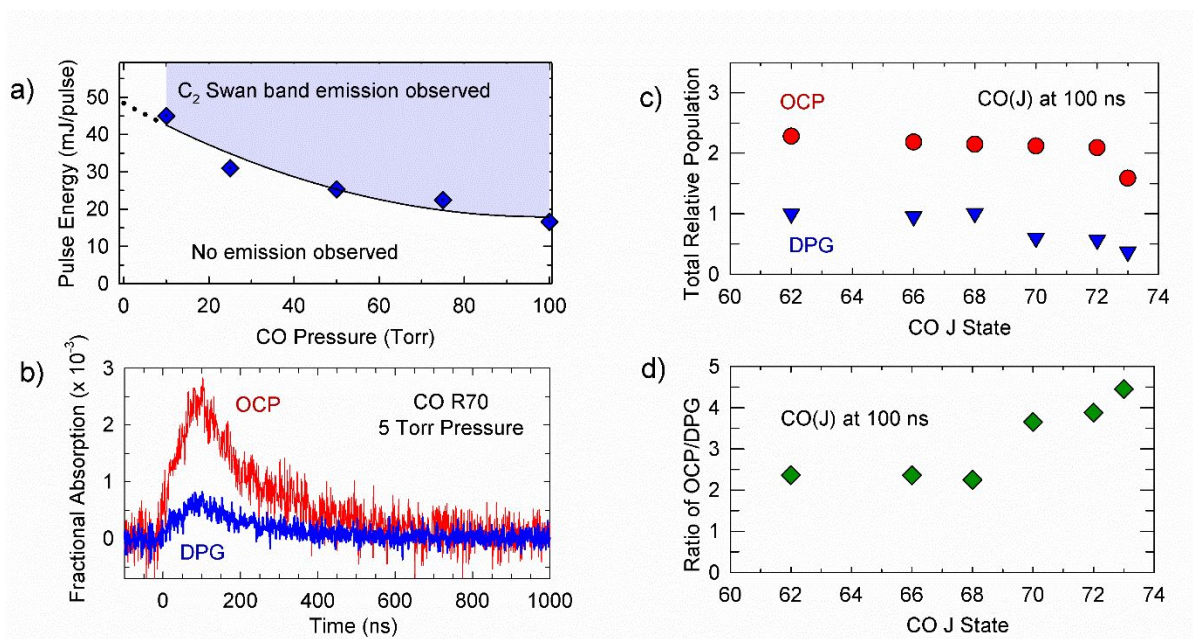 a)
Pulse Energy (mJ/pulse)
50
40
30
20
10
0
C₂ Swan band emission observed
No emission observed
0 20 40 60 80 100
CO Pressure (Torr)
b)
Fractional Absorption (x 10⁻³)
3
2
1
0
OCP
DPG
CO R70
5 Torr Pressure
0 200 400 600 800 1000
Time (ns)
c)
Total Relative Population
3
2
1
0
OCP
CO(J) at 100 ns
DPG
60 62 64 66 68 70 72 74
CO J State
d)
Ratio of OCP/DPG
5
4
3
2
1
0
CO(J) at 100 ns
60 62 64 66 68 70 72 74
CO J State